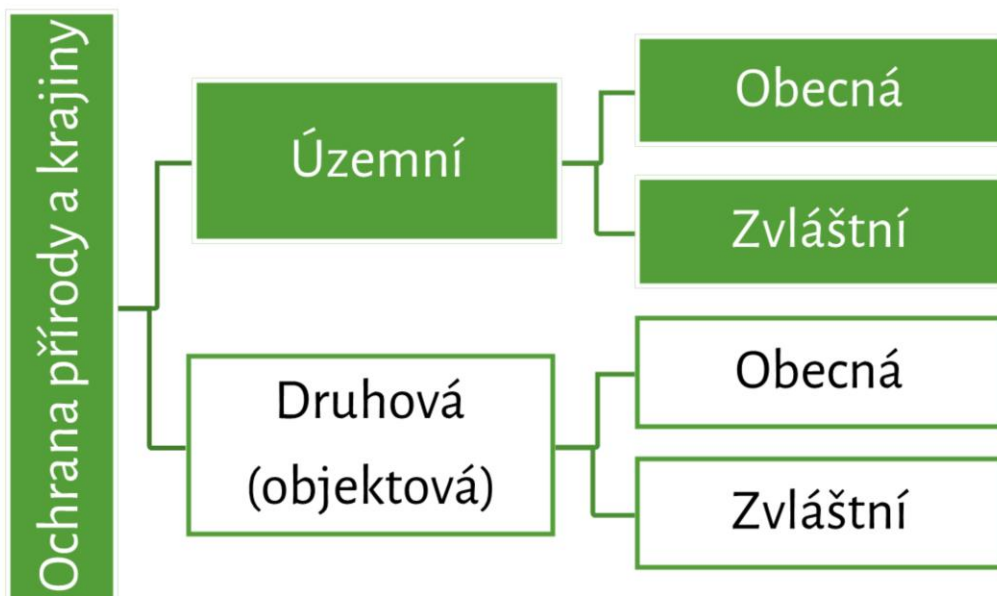 Ochrana přírody a krajiny
Územní
Obecná
Zvláštní
Druhová
(objektová)
Obecná
Zvláštní